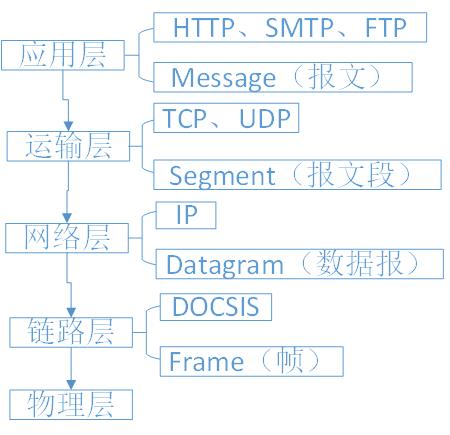 HTTP、SMTP、FTP
应用层
Message（报文）
TCP、UDP
运输层
Segment（报文段）
IP
网络层
Datagram（数据报）
DOCSIS
链路层
Frame（帧）
物理层